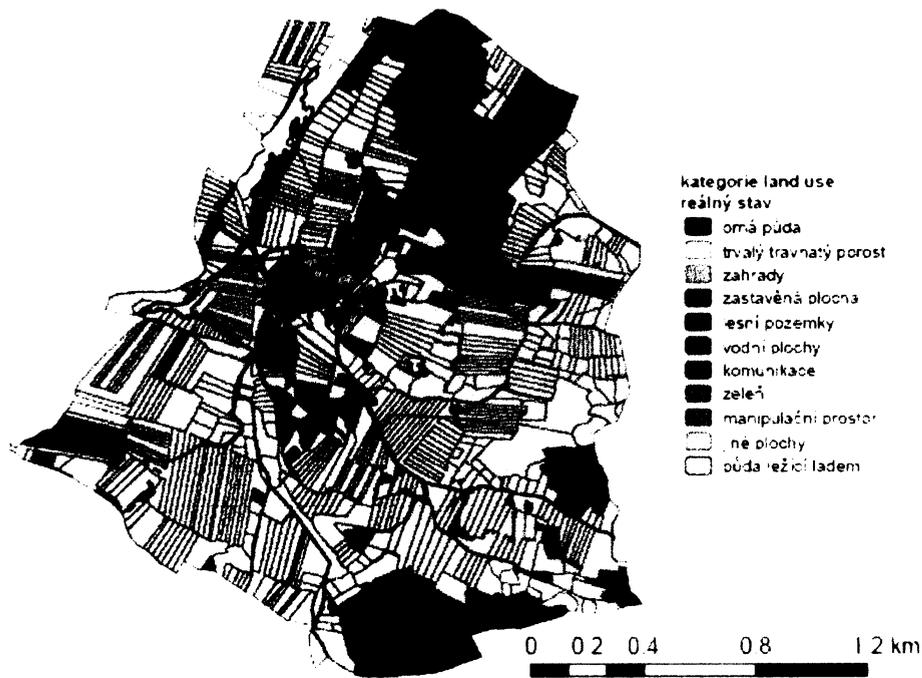 kategorie land use
reálný stav
orná půda
trvalý travnatý porost
zahrady
zastavěná plocha
lesní pozemky
vodní plochy
komunikace
zeleň
manipulační prostor
jiné plochy
půda ležící ladem
0 0.2 0.4 0.8 1.2 km